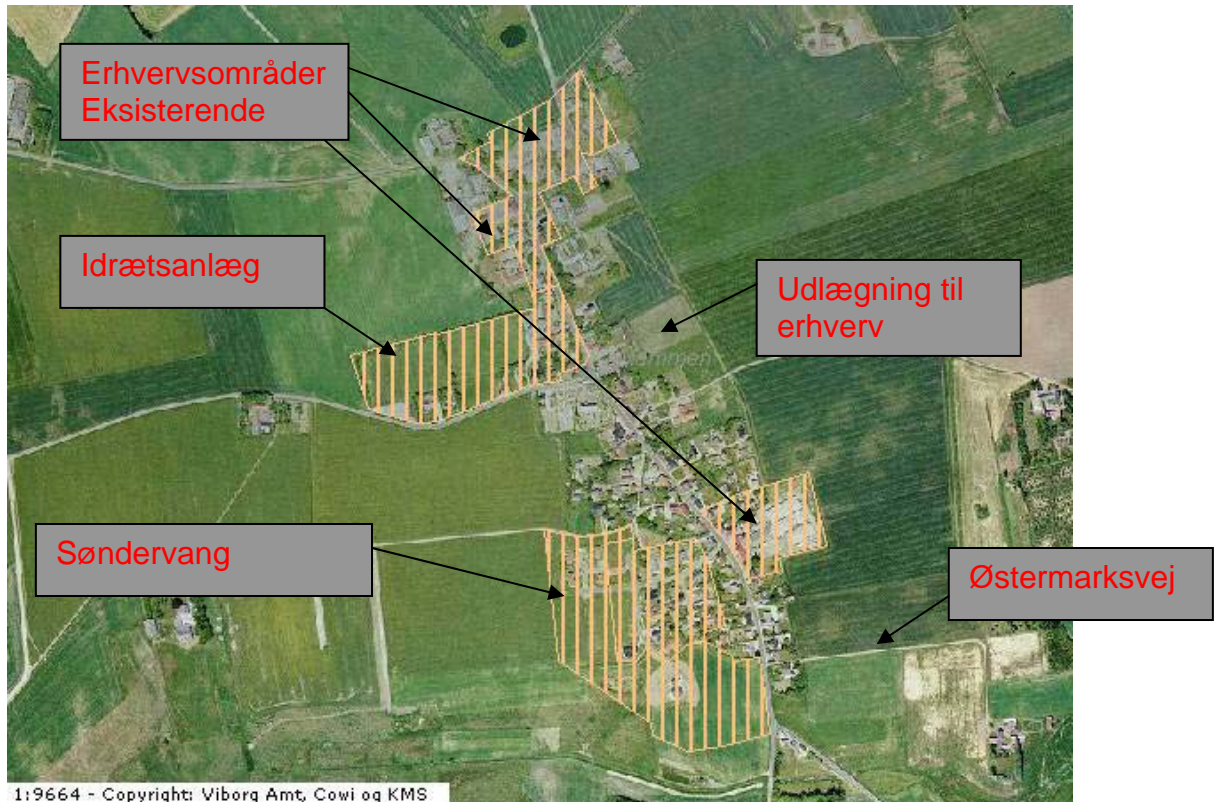 Erhvervsområder
Eksisterende
Idrætsanlæg
Udlægning til
erhverv
Søndervang
Østermarksvej
1:9664 - Copyright: Viborg Amt, Cowi og KMS